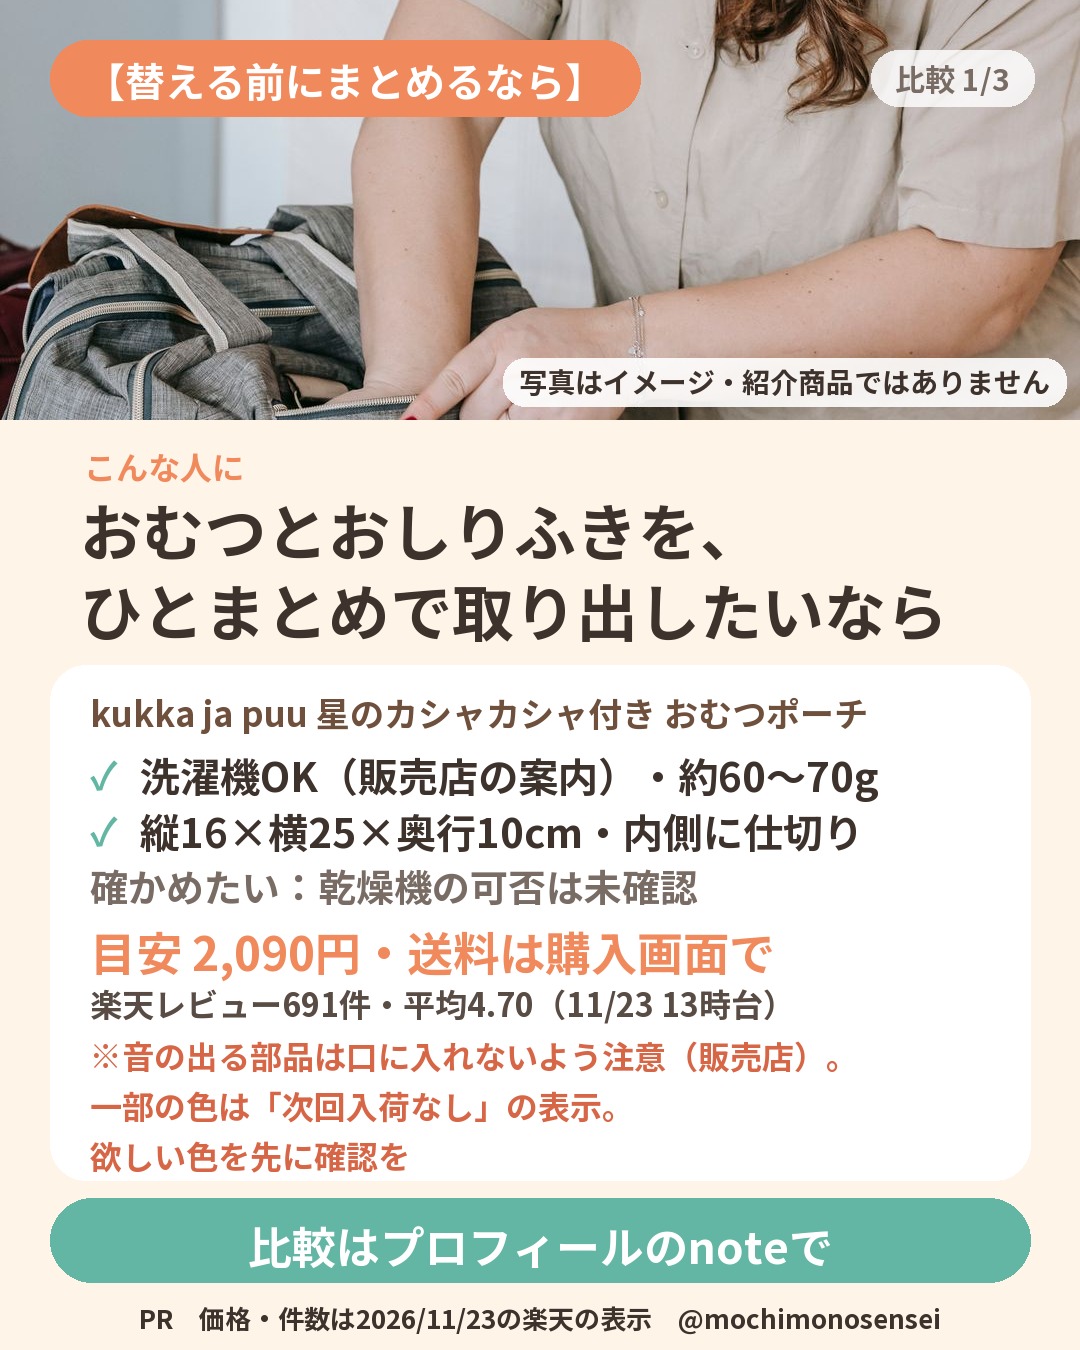 【替える前にまとめるなら】
比較 1/3
写真はイメージ・紹介商品ではありません
こんな人に
おむつとおしりふきを、
ひとまとめで取り出したいなら
kukka ja puu 星のカシャカシャ付き おむつポーチ
✓ 洗濯機OK（販売店の案内）・約60〜70g
✓ 縦16×横25×奥行10cm・内側に仕切り
確かめたい：乾燥機の可否は未確認
目安 2,090円・送料は購入画面で
楽天レビュー691件・平均4.70（11/23 13時台）
※音の出る部品は口に入れないよう注意（販売店）。
一部の色は「次回入荷なし」の表示。
欲しい色を先に確認を
比較はプロフィールのnoteで
PR　価格・件数は2026/11/23の楽天の表示　@mochimonosensei